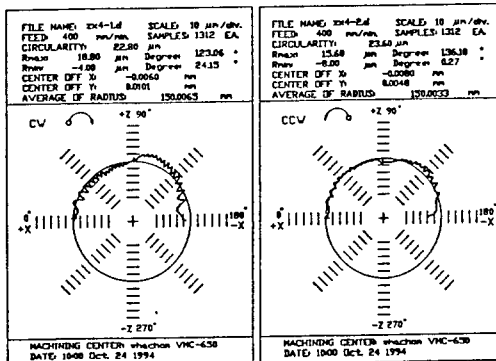 FILE NAME: zx4-1.d SCALE: 10 µm/div.
FEED: 400 mm/min. SAMPLES: 1312 EA.
CIRCULARITY: 22.80 µm
Rmax: 18.80 µm Degree: 123.06 °
Rmin: -4.00 µm Degree: 24.15 °
CENTER OFF X: -0.0060 mm
CENTER OFF Y: 0.0101 mm
AVERAGE OF RADIUS: 150.0065 mm
CW
+Z 90°
0°
+X
180°
-X
-Z 270°
MACHINING CENTER: whachon VMC-650
DATE: 10:00 Oct. 24 1994
FILE NAME: zx4-2.d SCALE: 10 µm/div.
FEED: 400 mm/min. SAMPLES: 1312 EA.
CIRCULARITY: 23.60 µm
Rmax: 15.60 µm Degree: 136.18 °
Rmin: -8.00 µm Degree: 0.27 °
CENTER OFF X: -0.0080 mm
CENTER OFF Y: 0.0048 mm
AVERAGE OF RADIUS: 150.0033 mm
CCW
+Z 90°
0°
+X
180°
-X
-Z 270°
MACHINING CENTER: whachon VMC-650
DATE: 10:00 Oct. 24 1994